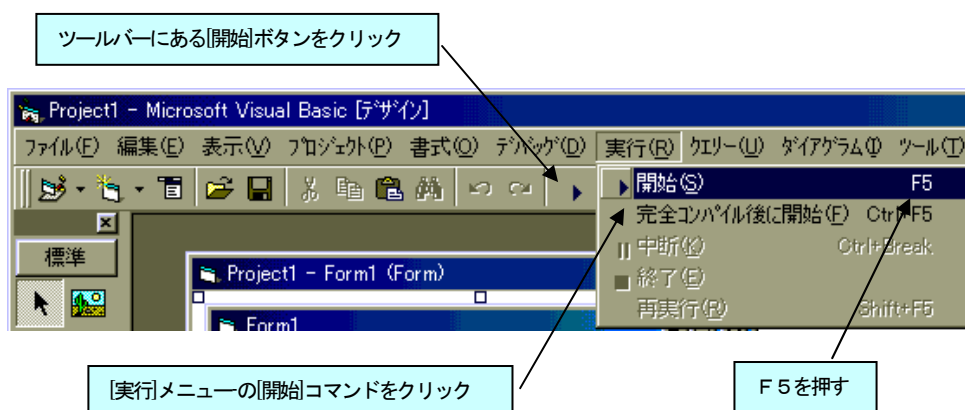 ツールバーにある[開始]ボタンをクリック
Project1 - Microsoft Visual Basic [ﾃﾞｻﾞｲﾝ]
ﾌｧｲﾙ(F) 編集(E) 表示(V) ﾌﾟﾛｼﾞｪｸﾄ(P) 書式(O) ﾃﾞﾊﾞｯｸﾞ(D) 実行(R) ｸｴﾘｰ(U) ﾀﾞｲｱｸﾞﾗﾑ(I) ﾂｰﾙ(T)
開始(S) F5
完全ｺﾝﾊﾟｲﾙ後に開始(F) Ctrl+F5
中断(K) Ctrl+Break
終了(E)
再実行(R) Shift+F5
標準
Project1 - Form1 (Form)
Form1
[実行]メニューの[開始]コマンドをクリック
Ｆ５を押す